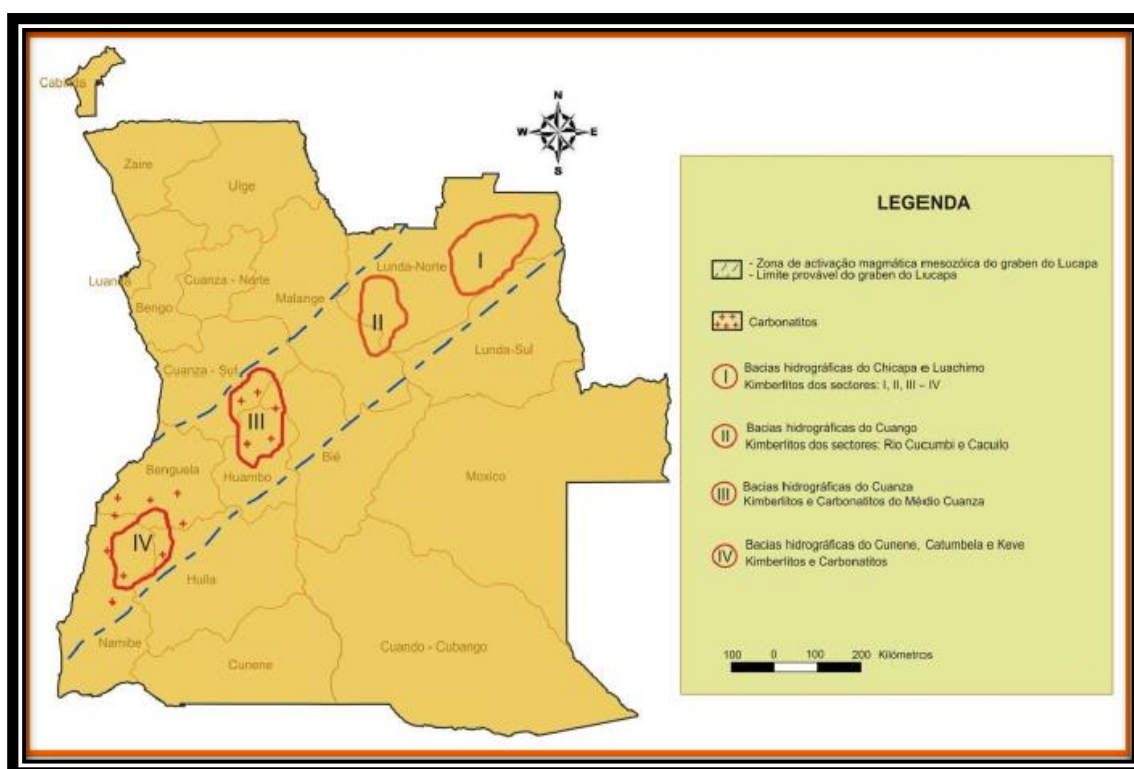 Cabinda
N
W
E
S
Zaire
Uíge
Luanda
Cuanza - Norte
Bengo
Malange
Lunda-Norte
I
II
Lunda-Sul
Cuanza - Sul
III
Benguela
Huambo
Bié
Moxico
IV
Huíla
Namibe
Cunene
Cuando - Cubango
LEGENDA
- Zona de activação magmática mesozóica do graben do Lucapa
- Limite provável do graben do Lucapa
Carbonatitos
I
Bacias hidrográficas do Chicapa e Luachimo
Kimberlitos dos sectores: I, II, III – IV
II
Bacias hidrográficas do Cuango
Kimberlitos dos sectores: Rio Cucumbi e Cacuilo
III
Bacias hidrográficas do Cuanza
Kimberlitos e Carbonatitos do Médio Cuanza
IV
Bacias hidrográficas do Cunene, Catumbela e Keve
Kimberlitos e Carbonatitos
100 0 100 200 Kilómetros